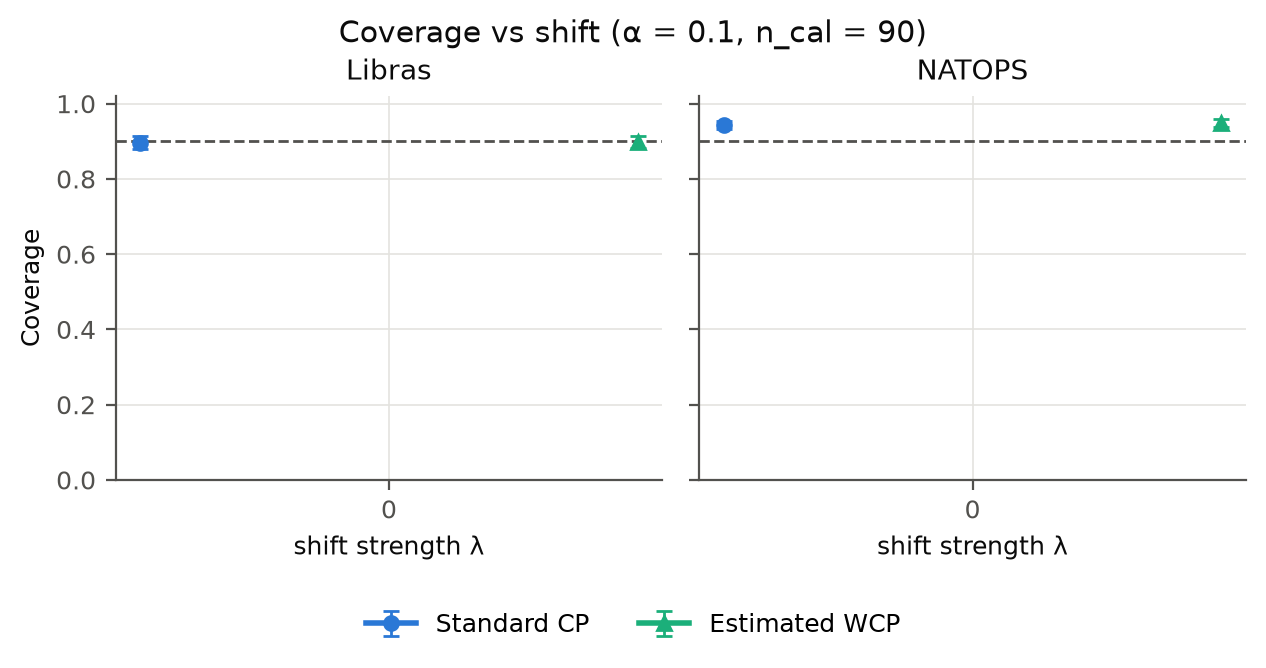 Coverage vs shift (α = 0.1, n_cal = 90)
Libras
NATOPS
1.0
0.8
0.6
0.4
0.2
0.0
Coverage
0
0
shift strength λ
shift strength λ
Standard CP
Estimated WCP